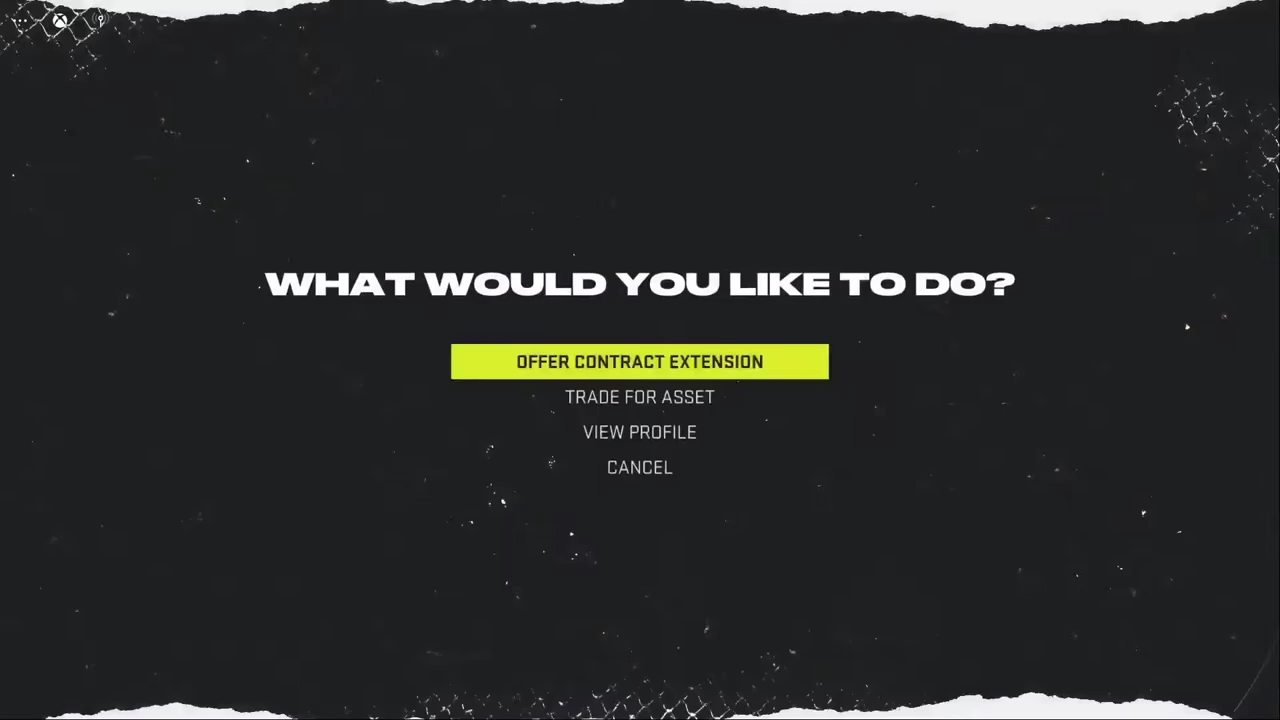 WHAT WOULD YOU LIKE TO DO?
OFFER CONTRACT EXTENSION
TRADE FOR ASSET
VIEW PROFILE
CANCEL